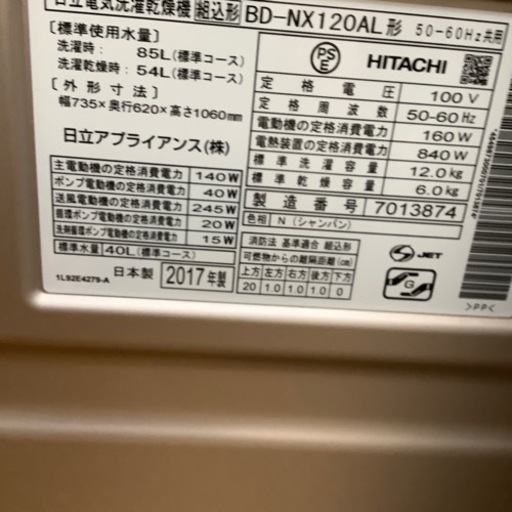 日立電気洗濯乾燥機 組込形 BD-NX120AL形 50-60Hz共用
[標準使用水量]
洗濯時: 85L(標準コース)
洗濯乾燥時: 54L(標準コース)
[外形寸法]
幅735×奥行620×高さ1060mm
日立アプライアンス(株)
主電動機の定格消費電力 140W
ポンプ電動機の定格消費電力 40W
送風電動機の定格消費電力 245W
循環ポンプ電動機の定格消費電力 20W
洗熱循環ポンプ電動機の定格消費電力 15W
標準水量 40L(標準コース)
1L92E4279-A
日本製 2017年製
PSE
HITACHI
定格電圧 100V
定格周波数 50-60Hz
電動機の定格消費電力 160W
電熱装置の定格消費電力 840W
標準洗濯容量 12.0kg
標準乾燥容量 6.0kg
製造番号 7013874
色相 N(シャンパン)
消防法 基準適合 組込形
可燃物からの離隔距離(cm)
上方 左方 右方 後方 下方
20 1.0 1.0 1.0 0
S JET
G
>PP<